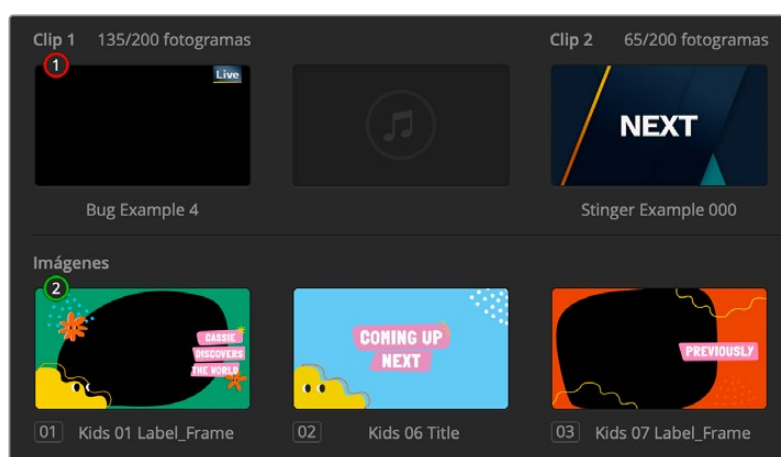 Clip 1 135/200 fotogramas Clip 2 65/200 fotogramas
1
Live
NEXT
Bug Example 4 Stinger Example 000
Imágenes
2
CASSIE
DISCOVERS
THE WORLD
COMING UP
NEXT
PREVIOUSLY
01 Kids 01 Label_Frame 02 Kids 06 Title 03 Kids 07 Label_Frame